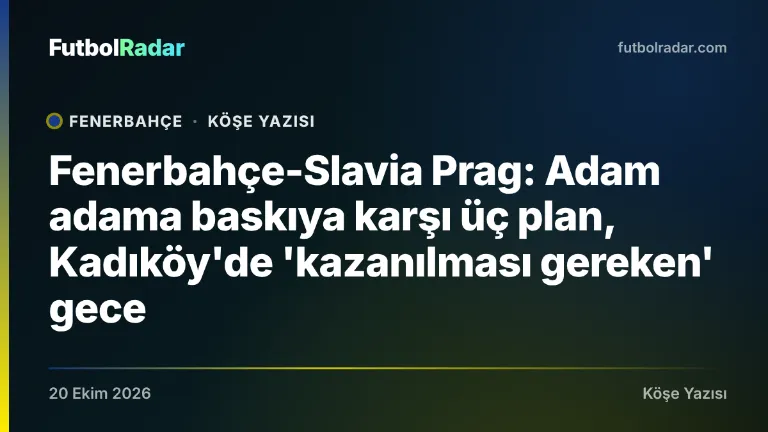 FutbolRadar
futbolradar.com
FENERBAHÇE · KÖŞE YAZISI
Fenerbahçe-Slavia Prag: Adam
adama baskıya karşı üç plan,
Kadıköy'de 'kazanılması gereken'
gece
20 Ekim 2026
Köşe Yazısı